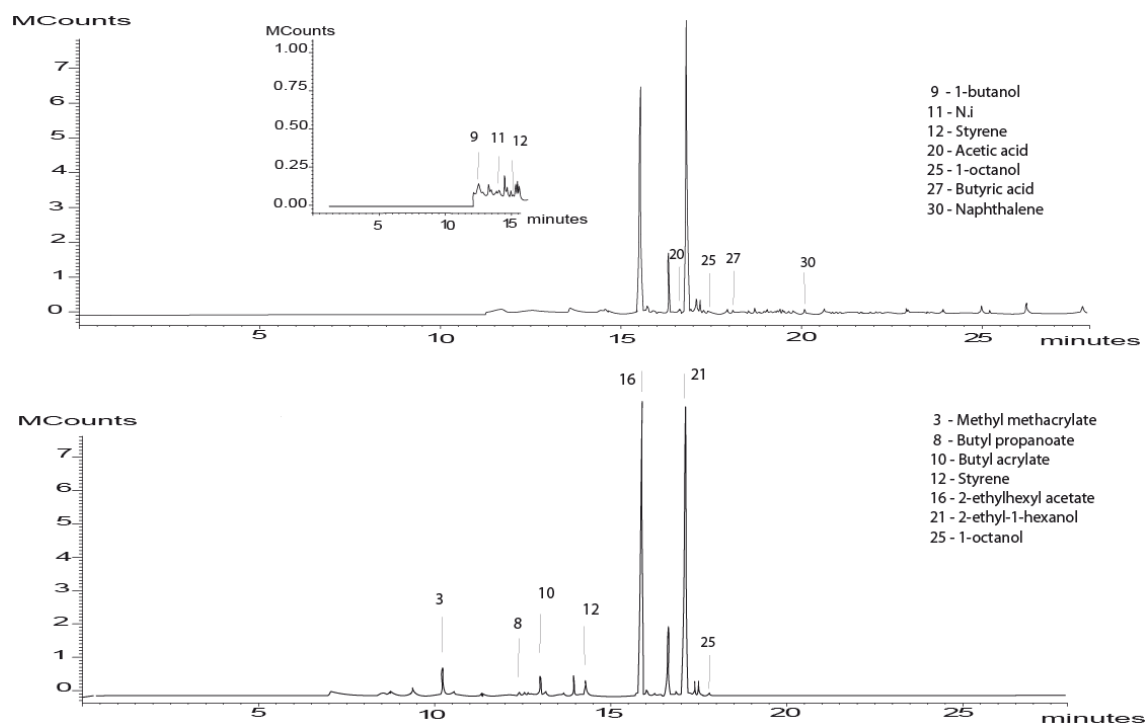 MCounts
7
6
5
4
3
2
1
0
5
10
15
20
25
minutes
MCounts
1.00
0.75
0.50
0.25
0.00
5
10
15
minutes
9
11
12
20
25
27
30
9 - 1-butanol
11 - N.i
12 - Styrene
20 - Acetic acid
25 - 1-octanol
27 - Butyric acid
30 - Naphthalene
MCounts
7
6
5
4
3
2
1
0
5
10
15
20
25
minutes
3
8
10
12
16
21
25
3 - Methyl methacrylate
8 - Butyl propanoate
10 - Butyl acrylate
12 - Styrene
16 - 2-ethylhexyl acetate
21 - 2-ethyl-1-hexanol
25 - 1-octanol